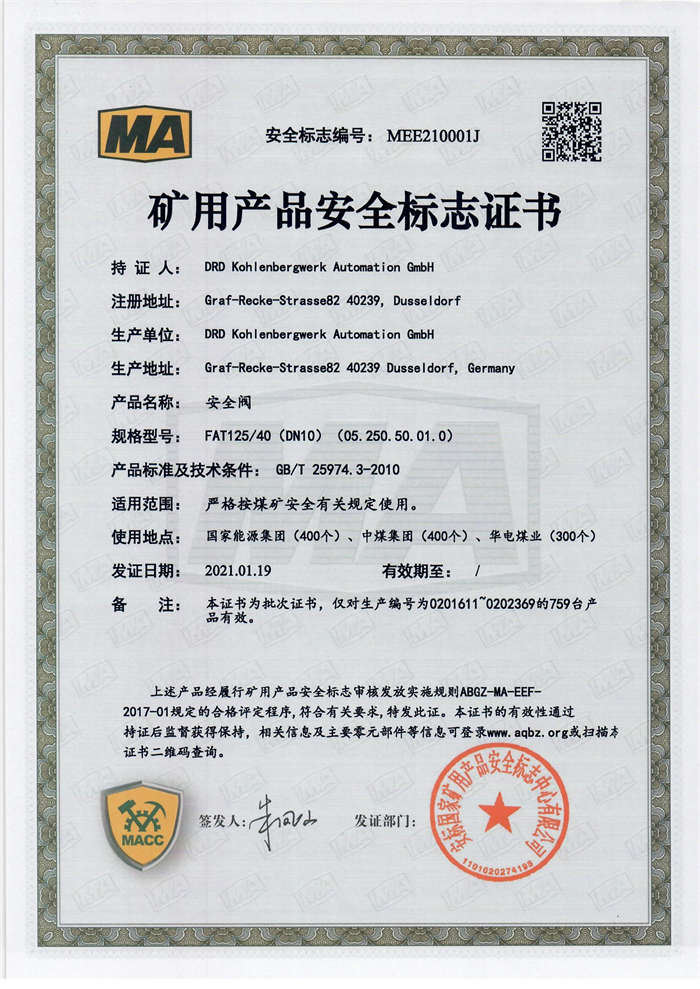 MA
安全标志编号： MEE210001J
矿用产品安全标志证书
持 证 人： DRD Kohlenbergwerk Automation GmbH
注册地址： Graf-Recke-Strasse82 40239, Dusseldorf
生产单位： DRD Kohlenbergwerk Automation GmbH
生产地址： Graf-Recke-Strasse82 40239 Dusseldorf, Germany
产品名称： 安全阀
规格型号： FAT125/40（DN10）（05.250.50.01.0）
产品标准及技术条件： GB/T 25974.3-2010
适用范围： 严格按煤矿安全有关规定使用。
使用地点： 国家能源集团（400个）、中煤集团（400个）、华电煤业（300个）
发证日期： 2021.01.19 有效期至： /
备 注： 本证书为批次证书，仅对生产编号为0201611~0202369的759台产
品有效。
上述产品经履行矿用产品安全标志审核发放实施规则ABGZ-MA-EEF-
2017-01规定的合格评定程序,符合有关要求,特发此证。本证书的有效性通过
持证后监督获得保持，相关信息及主要零元部件等信息可登录www.aqbz.org或扫描本
证书二维码查询。
MACC
签发人:
发证部门:
安标国家矿用产品安全标志中心有限公司
1101020274193